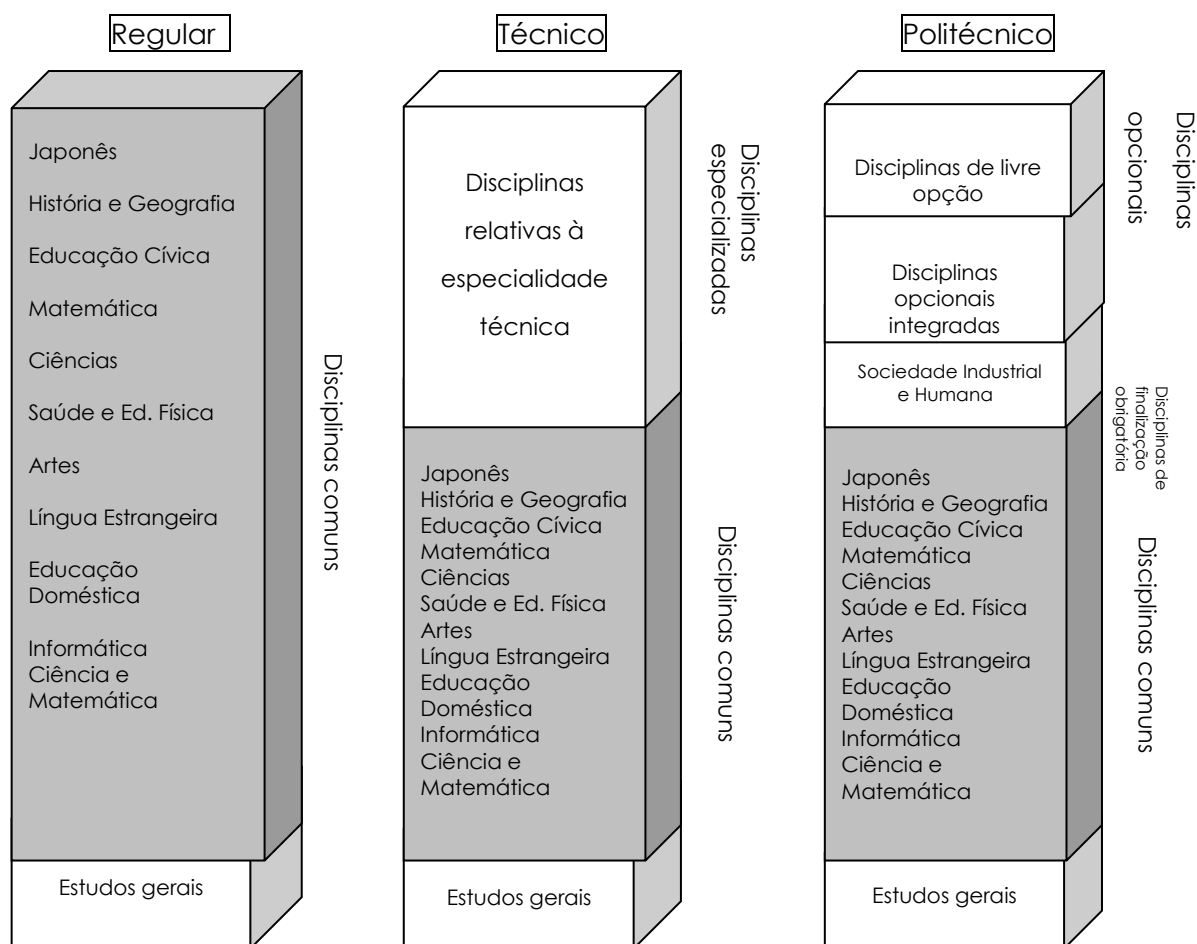 Regular
Japonês
História e Geografia
Educação Cívica
Matemática
Ciências
Saúde e Ed. Física
Artes
Língua Estrangeira
Educação
Doméstica
Informática
Ciência e
Matemática
Estudos gerais
Disciplinas comuns
Técnico
Disciplinas
relativas à
especialidade
técnica
Disciplinas
especializadas
Japonês
História e Geografia
Educação Cívica
Matemática
Ciências
Saúde e Ed. Física
Artes
Língua Estrangeira
Educação
Doméstica
Informática
Ciência e
Matemática
Disciplinas comuns
Estudos gerais
Politécnico
Disciplinas de livre
opção
Disciplinas
opcionais
integradas
Disciplinas
opcionais
Sociedade Industrial
e Humana
Disciplinas de
finalização
obrigatória
Japonês
História e Geografia
Educação Cívica
Matemática
Ciências
Saúde e Ed. Física
Artes
Língua Estrangeira
Educação
Doméstica
Informática
Ciência e
Matemática
Disciplinas comuns
Estudos gerais